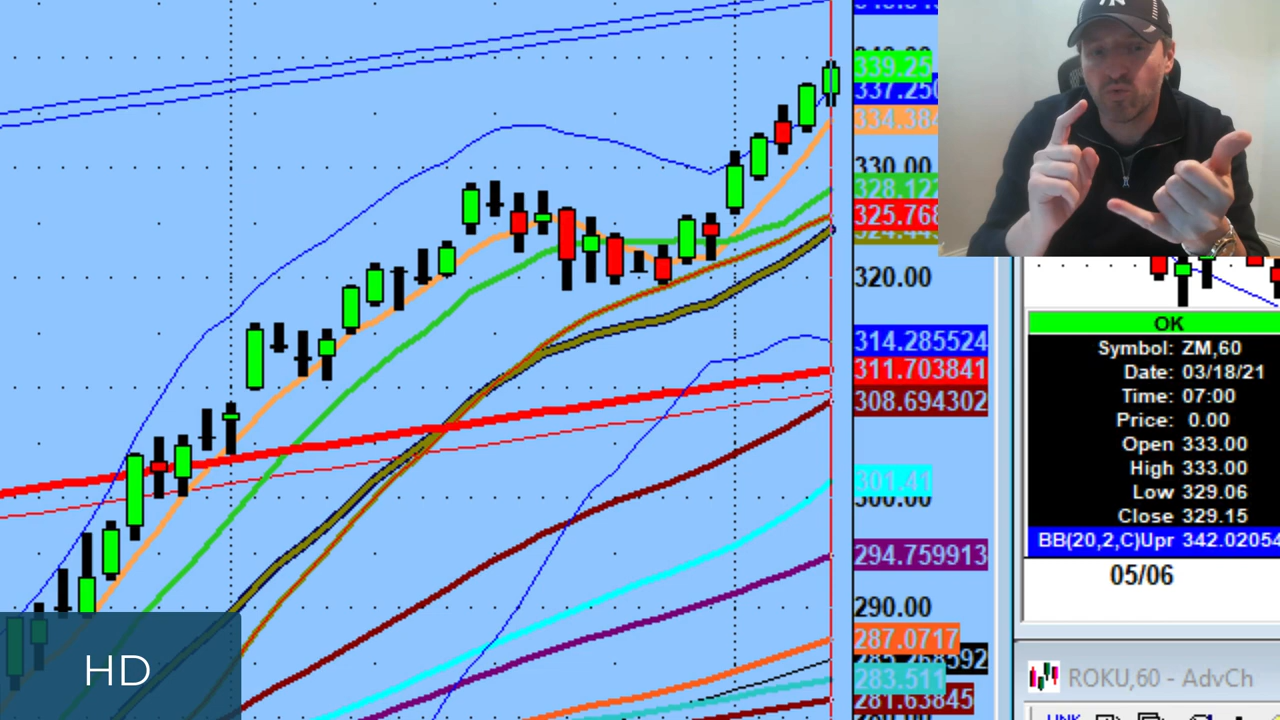 339.25
337.250
334.384
330.00
328.122
325.768
320.00
314.285524
311.703841
308.694302
301.41
294.759913
290.00
287.0717
283.511
281.63845
OK
Symbol: ZM,60
Date: 03/18/21
Time: 07:00
Price: 0.00
Open 333.00
High 333.00
Low 329.06
Close 329.15
BB(20,2,C)Upr 342.02054
05/06
ROKU,60 - AdvCh
HD